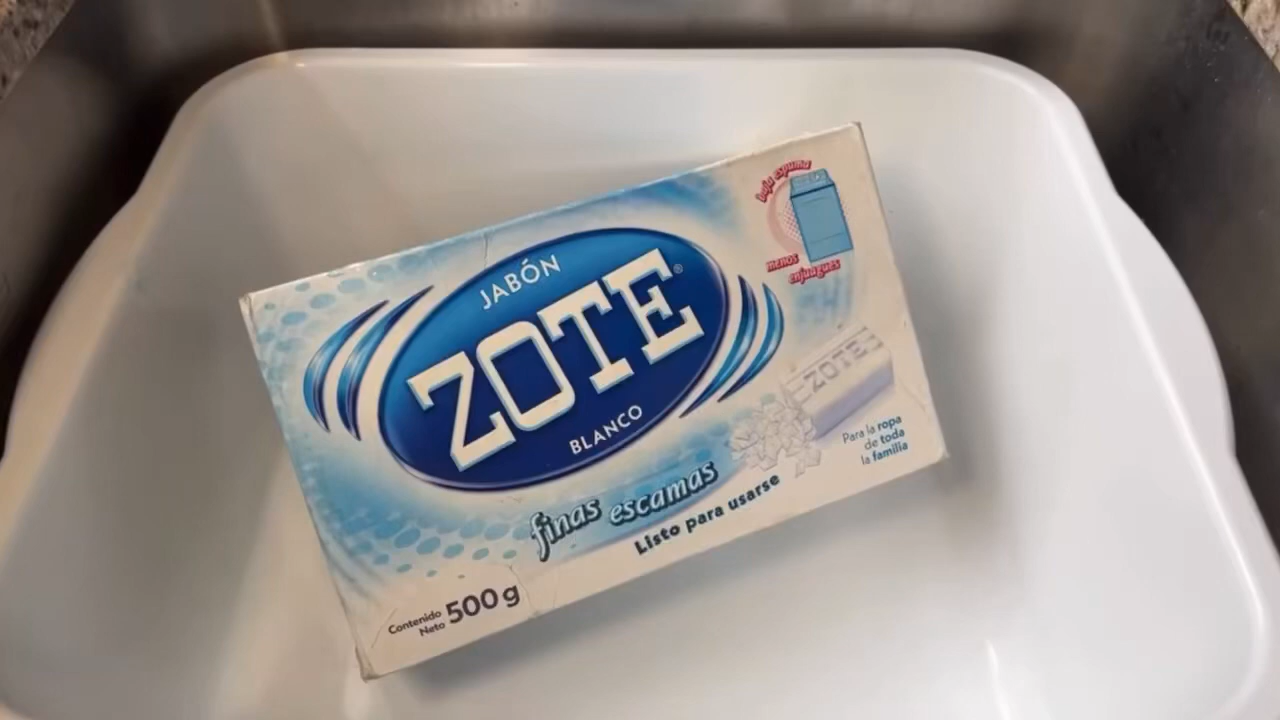 JABÓN
ZOTE®
BLANCO
baja espuma
menos
enjuagues
ZOTE
Para la ropa
de toda
la familia
finas escamas
Listo para usarse
Contenido
Neto 500 g